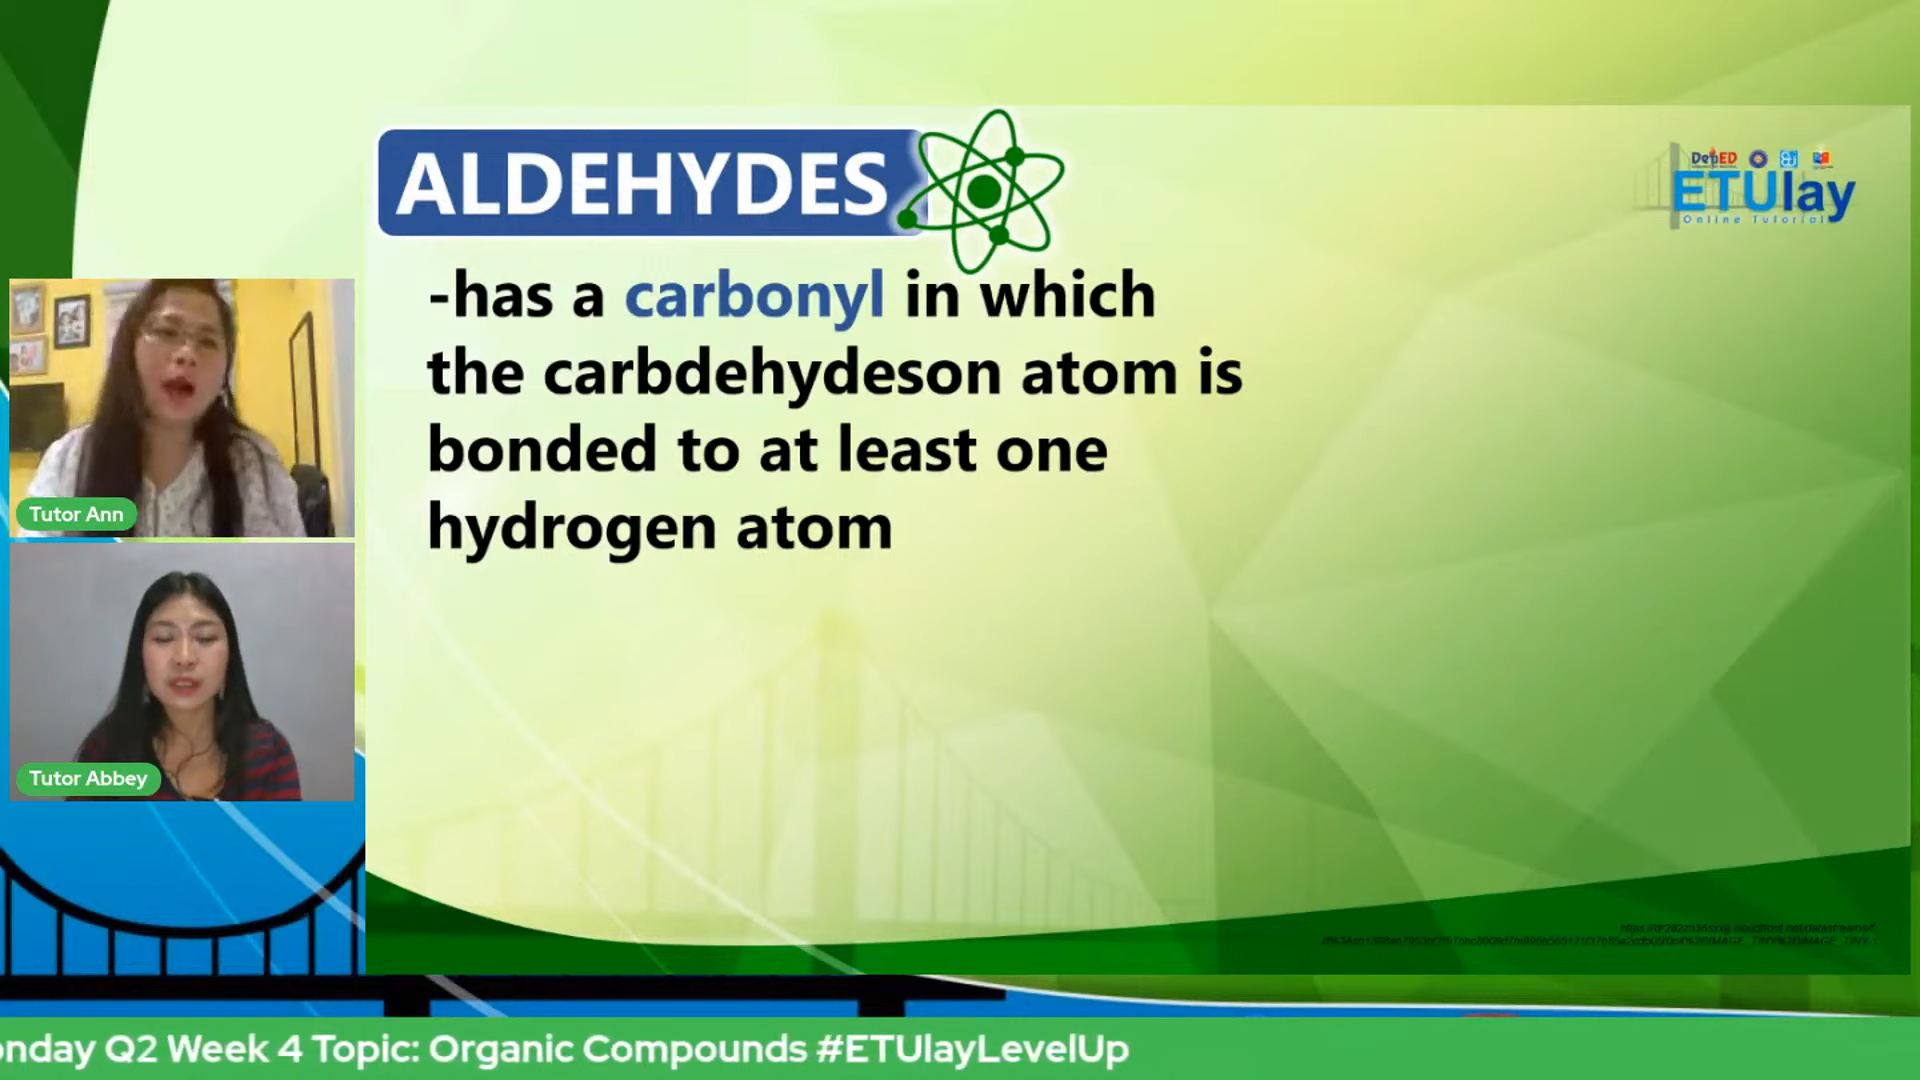 ALDEHYDES
-has a carbonyl in which
the carbdehydeson atom is
bonded to at least one
hydrogen atom
DepED
ETUlay
Online Tutorial
Tutor Ann
Tutor Abbey
onday Q2 Week 4 Topic: Organic Compounds #ETUlayLevelUp